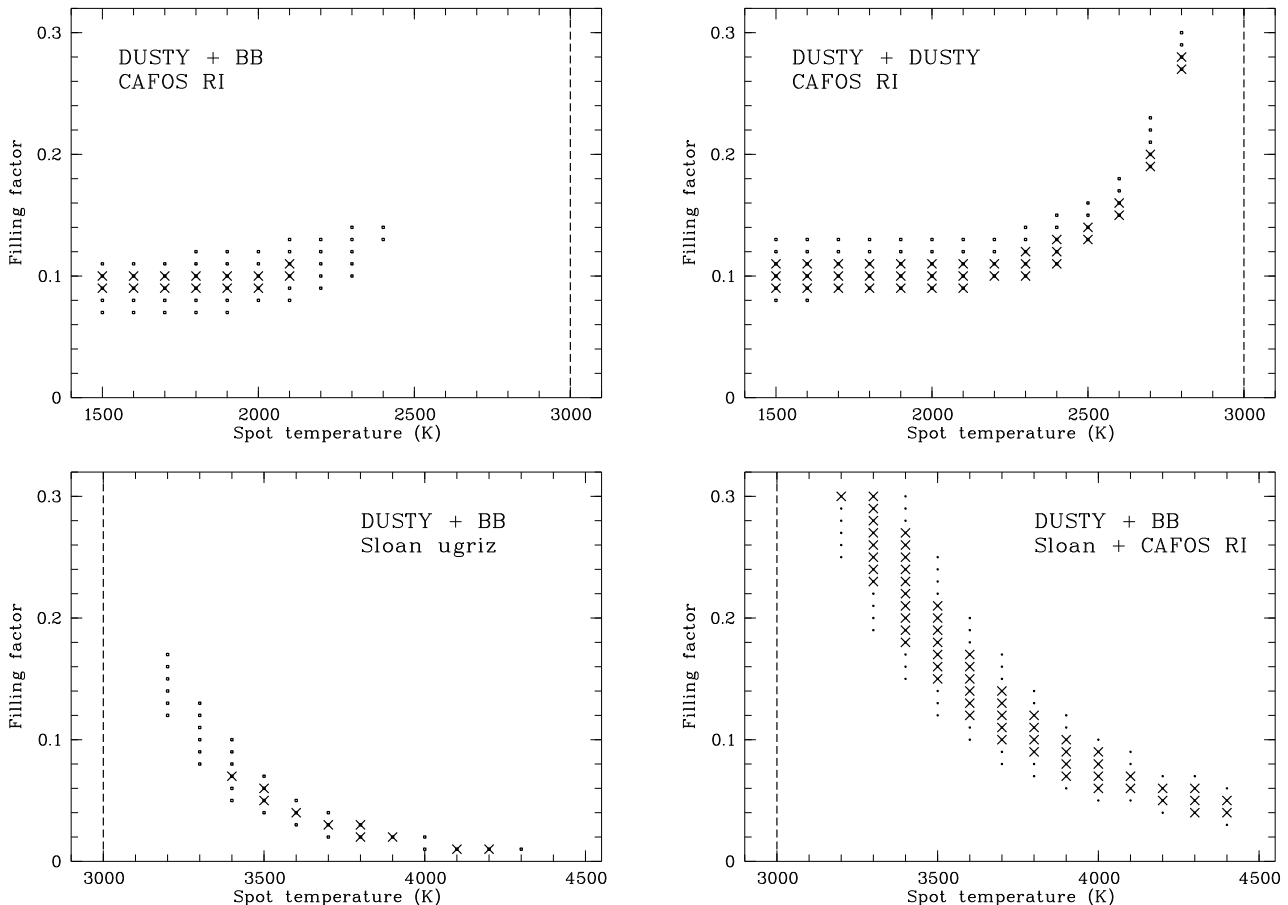 DUSTY + BB
CAFOS RI
0.3
0.2
0.1
0
Filling factor
1500 2000 2500 3000
Spot temperature (K)
DUSTY + DUSTY
CAFOS RI
0.3
0.2
0.1
0
Filling factor
1500 2000 2500 3000
Spot temperature (K)
DUSTY + BB
Sloan ugriz
0.3
0.2
0.1
0
Filling factor
3000 3500 4000 4500
Spot temperature (K)
DUSTY + BB
Sloan + CAFOS RI
0.3
0.2
0.1
0
Filling factor
3000 3500 4000 4500
Spot temperature (K)